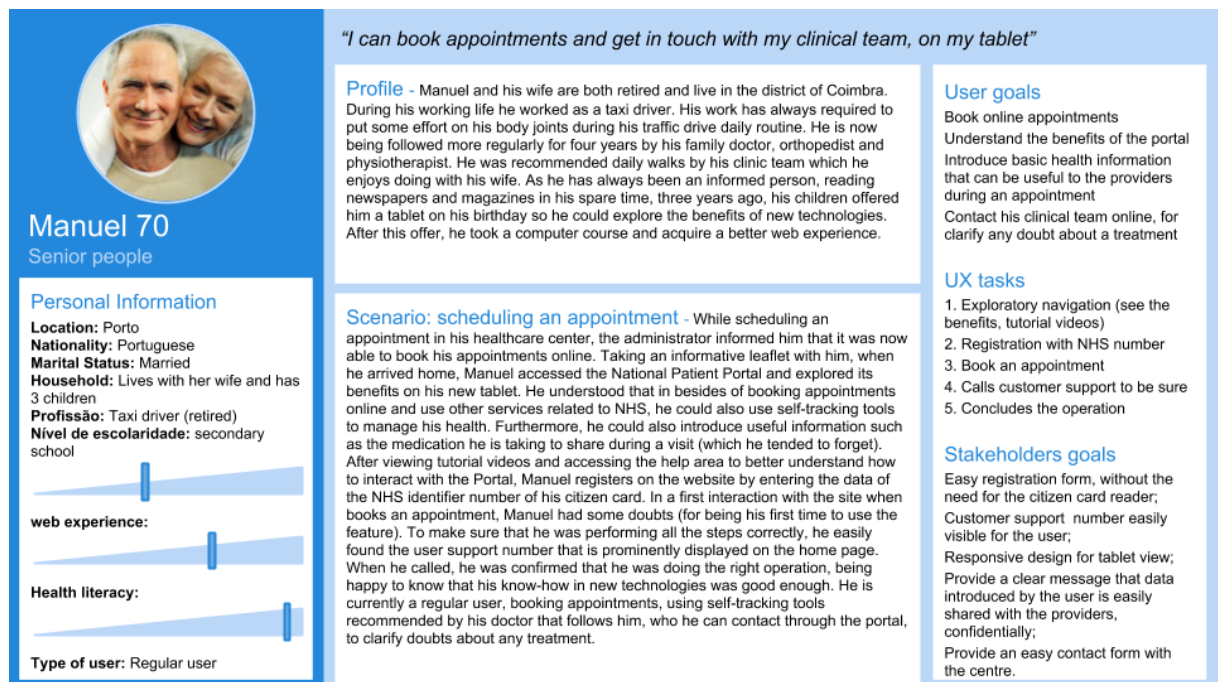 “I can book appointments and get in touch with my clinical team, on my tablet”
Manuel 70
Senior people
Personal Information
Location: Porto
Nationality: Portuguese
Marital Status: Married
Household: Lives with her wife and has
3 children
Profissão: Taxi driver (retired)
Nível de escolaridade: secondary
school
web experience:
Health literacy:
Type of user: Regular user
Profile - Manuel and his wife are both retired and live in the district of Coimbra.
During his working life he worked as a taxi driver. His work has always required to
put some effort on his body joints during his traffic drive daily routine. He is now
being followed more regularly for four years by his family doctor, orthopedist and
physiotherapist. He was recommended daily walks by his clinic team which he
enjoys doing with his wife. As he has always been an informed person, reading
newspapers and magazines in his spare time, three years ago, his children offered
him a tablet on his birthday so he could explore the benefits of new technologies.
After this offer, he took a computer course and acquire a better web experience.
Scenario: scheduling an appointment - While scheduling an
appointment in his healthcare center, the administrator informed him that it was now
able to book his appointments online. Taking an informative leaflet with him, when
he arrived home, Manuel accessed the National Patient Portal and explored its
benefits on his new tablet. He understood that in besides of booking appointments
online and use other services related to NHS, he could also use self-tracking tools
to manage his health. Furthermore, he could also introduce useful information such
as the medication he is taking to share during a visit (which he tended to forget).
After viewing tutorial videos and accessing the help area to better understand how
to interact with the Portal, Manuel registers on the website by entering the data of
the NHS identifier number of his citizen card. In a first interaction with the site when
books an appointment, Manuel had some doubts (for being his first time to use the
feature). To make sure that he was performing all the steps correctly, he easily
found the user support number that is prominently displayed on the home page.
When he called, he was confirmed that he was doing the right operation, being
happy to know that his know-how in new technologies was good enough. He is
currently a regular user, booking appointments, using self-tracking tools
recommended by his doctor that follows him, who he can contact through the portal,
to clarify doubts about any treatment.
User goals
Book online appointments
Understand the benefits of the portal
Introduce basic health information
that can be useful to the providers
during an appointment
Contact his clinical team online, for
clarify any doubt about a treatment
UX tasks
1. Exploratory navigation (see the
benefits, tutorial videos)
2. Registration with NHS number
3. Book an appointment
4. Calls customer support to be sure
5. Concludes the operation
Stakeholders goals
Easy registration form, without the
need for the citizen card reader;
Customer support number easily
visible for the user;
Responsive design for tablet view;
Provide a clear message that data
introduced by the user is easily
shared with the providers,
confidentially;
Provide an easy contact form with
the centre.